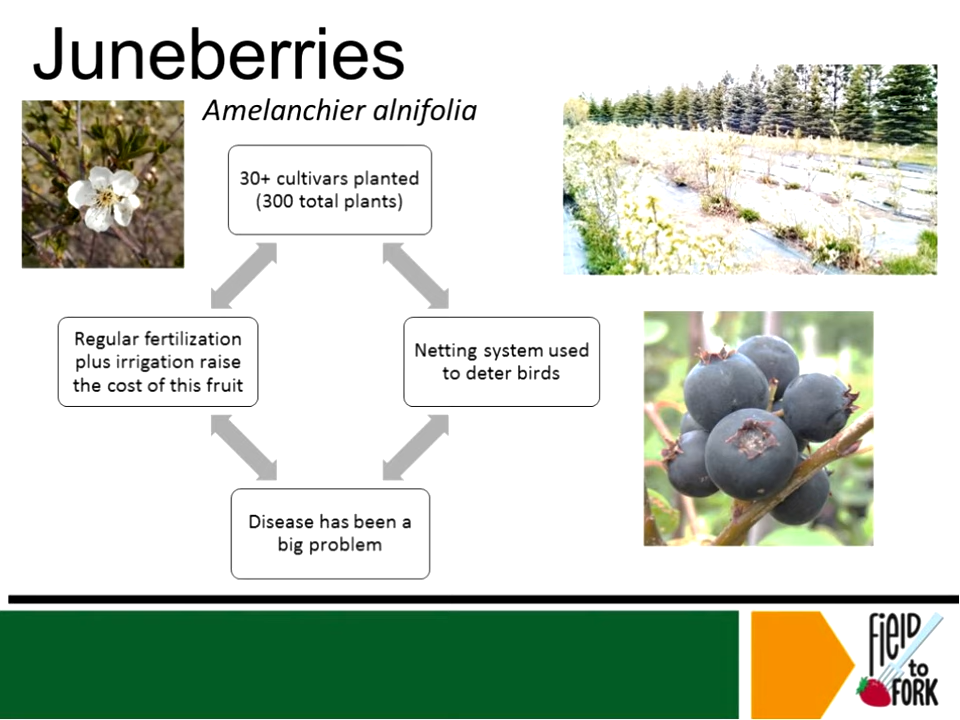 Juneberries
Amelanchier alnifolia
30+ cultivars planted
(300 total plants)
Regular fertilization
plus irrigation raise
the cost of this fruit
Netting system used
to deter birds
Disease has been a
big problem
FiELD
to
FORK